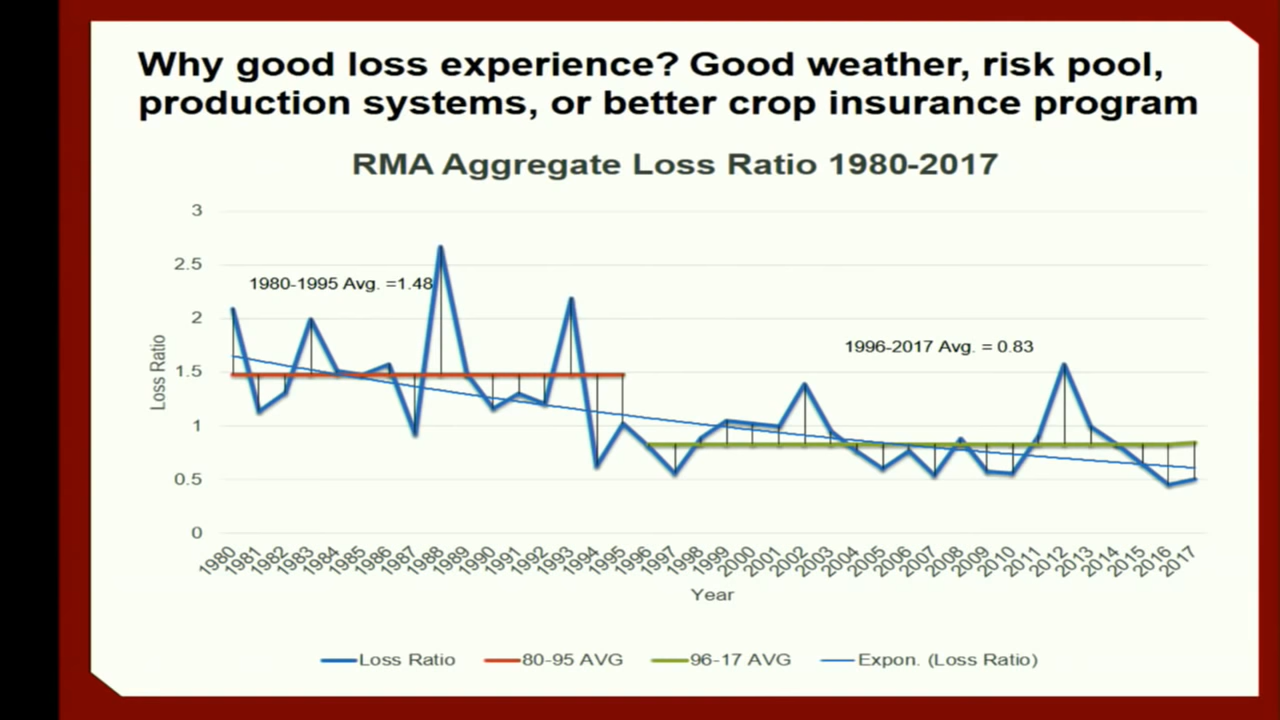 Why good loss experience? Good weather, risk pool,
production systems, or better crop insurance program
RMA Aggregate Loss Ratio 1980-2017
3
2.5
2
1.5
1
0.5
0
Loss Ratio
1980-1995 Avg. =1.48
1996-2017 Avg. = 0.83
1980 1981 1982 1983 1984 1985 1986 1987 1988 1989 1990 1991 1992 1993 1994 1995 1996 1997 1998 1999 2000 2001 2002 2003 2004 2005 2006 2007 2008 2009 2010 2011 2012 2013 2014 2015 2016 2017
Year
Loss Ratio 80-95 AVG 96-17 AVG Expon. (Loss Ratio)